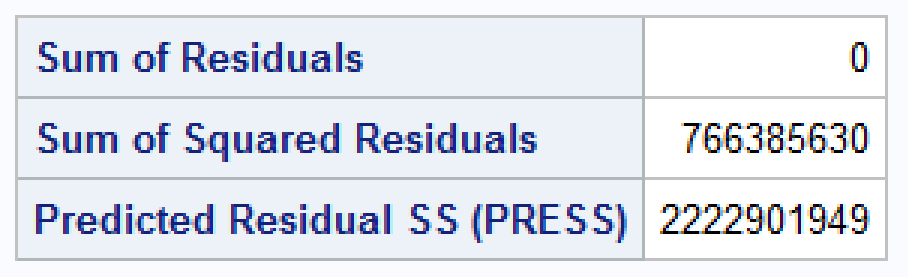 Sum of Residuals 0
Sum of Squared Residuals 766385630
Predicted Residual SS (PRESS) 2222901949